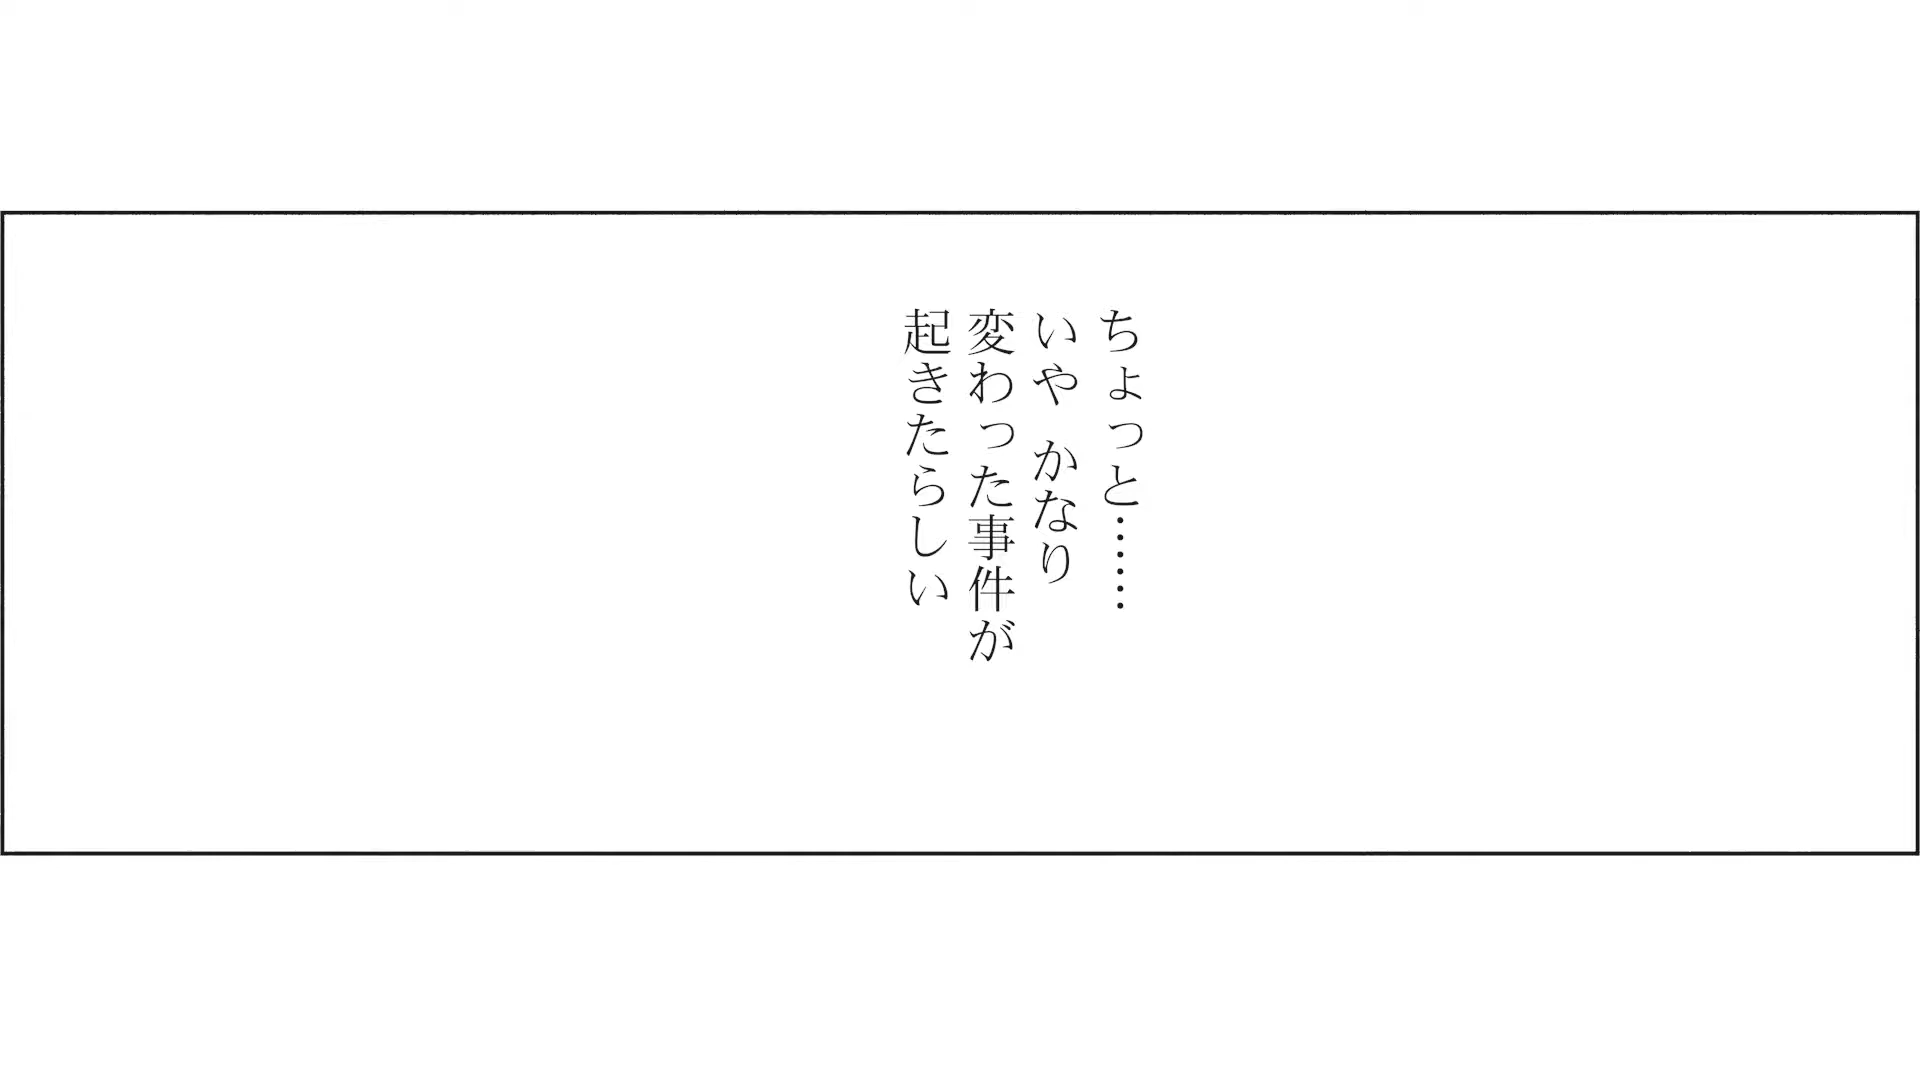 ちょっと……
いや　かなり
変わった事件が
起きたらしい